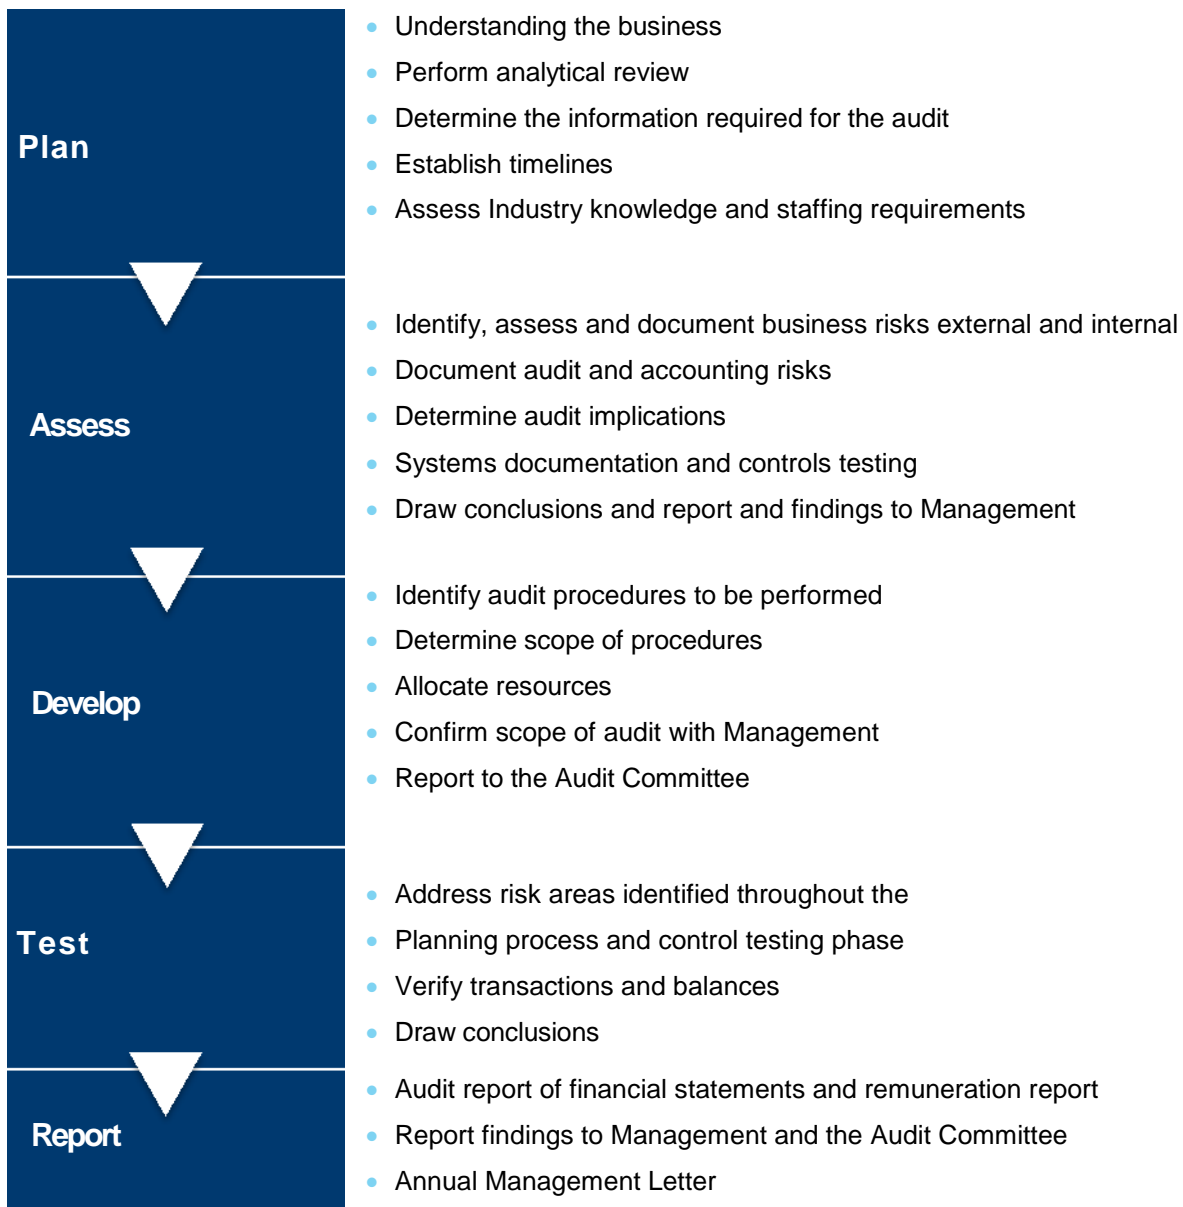 Plan
Understanding the business
Perform analytical review
Determine the information required for the audit
Establish timelines
Assess Industry knowledge and staffing requirements
Assess
Identify, assess and document business risks external and internal
Document audit and accounting risks
Determine audit implications
Systems documentation and controls testing
Draw conclusions and report and findings to Management
Develop
Identify audit procedures to be performed
Determine scope of procedures
Allocate resources
Confirm scope of audit with Management
Report to the Audit Committee
Test
Address risk areas identified throughout the
Planning process and control testing phase
Verify transactions and balances
Draw conclusions
Report
Audit report of financial statements and remuneration report
Report findings to Management and the Audit Committee
Annual Management Letter